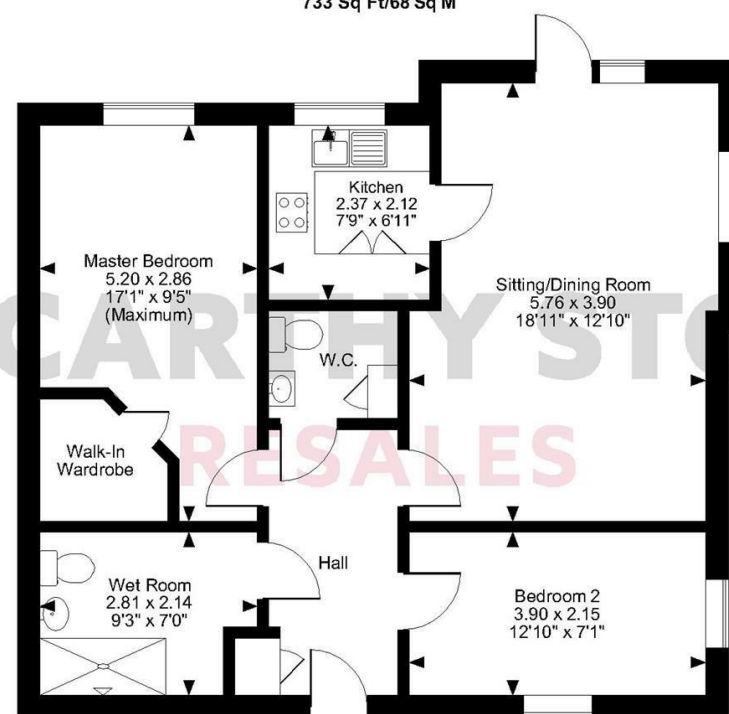 733 Sq Ft/68 Sq M
Kitchen
2.37 x 2.12
7'9" x 6'11"
Master Bedroom
5.20 x 2.86
17'1" x 9'5"
(Maximum)
Sitting/Dining Room
5.76 x 3.90
18'11" x 12'10"
CARTHY STO
RESALES
W.C.
Walk-In
Wardrobe
Hall
Wet Room
2.81 x 2.14
9'3" x 7'0"
Bedroom 2
3.90 x 2.15
12'10" x 7'1"